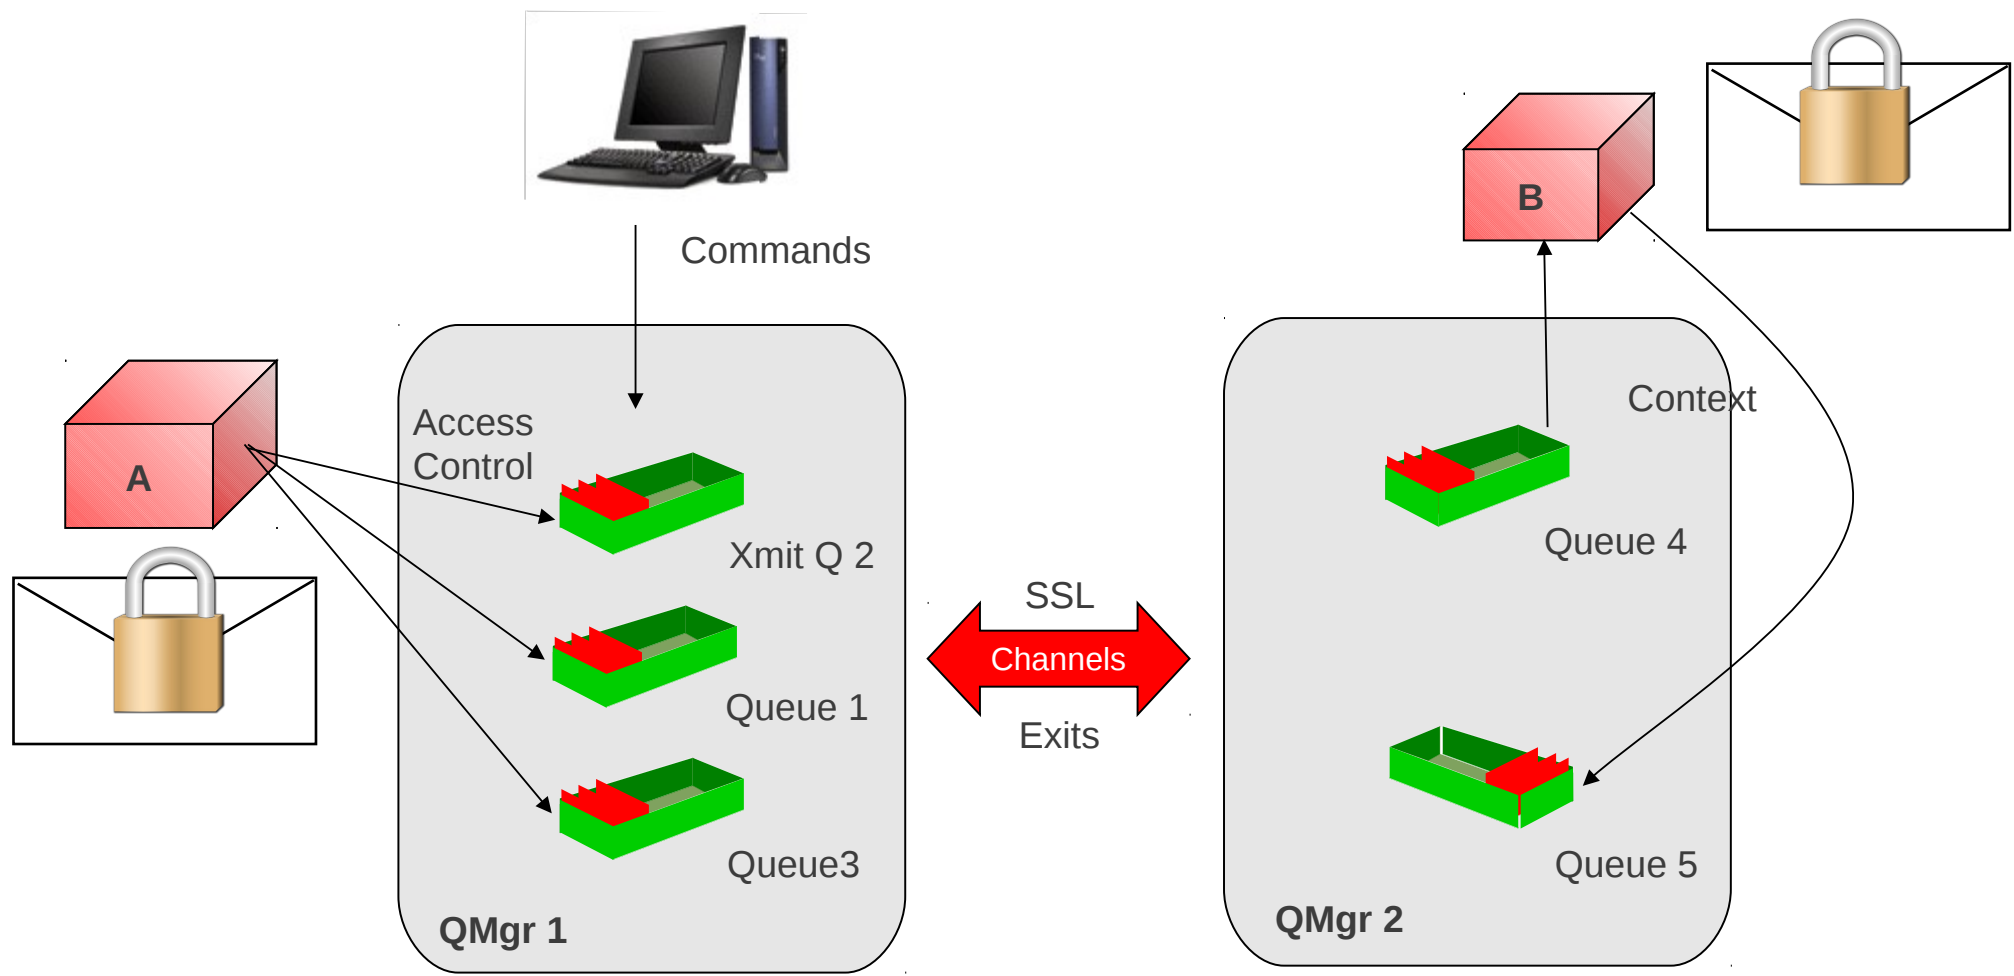 Commands
B
Access
Control
Context
A
Xmit Q 2
Queue 4
SSL
Channels
Exits
Queue 1
Queue3
Queue 5
QMgr 1
QMgr 2